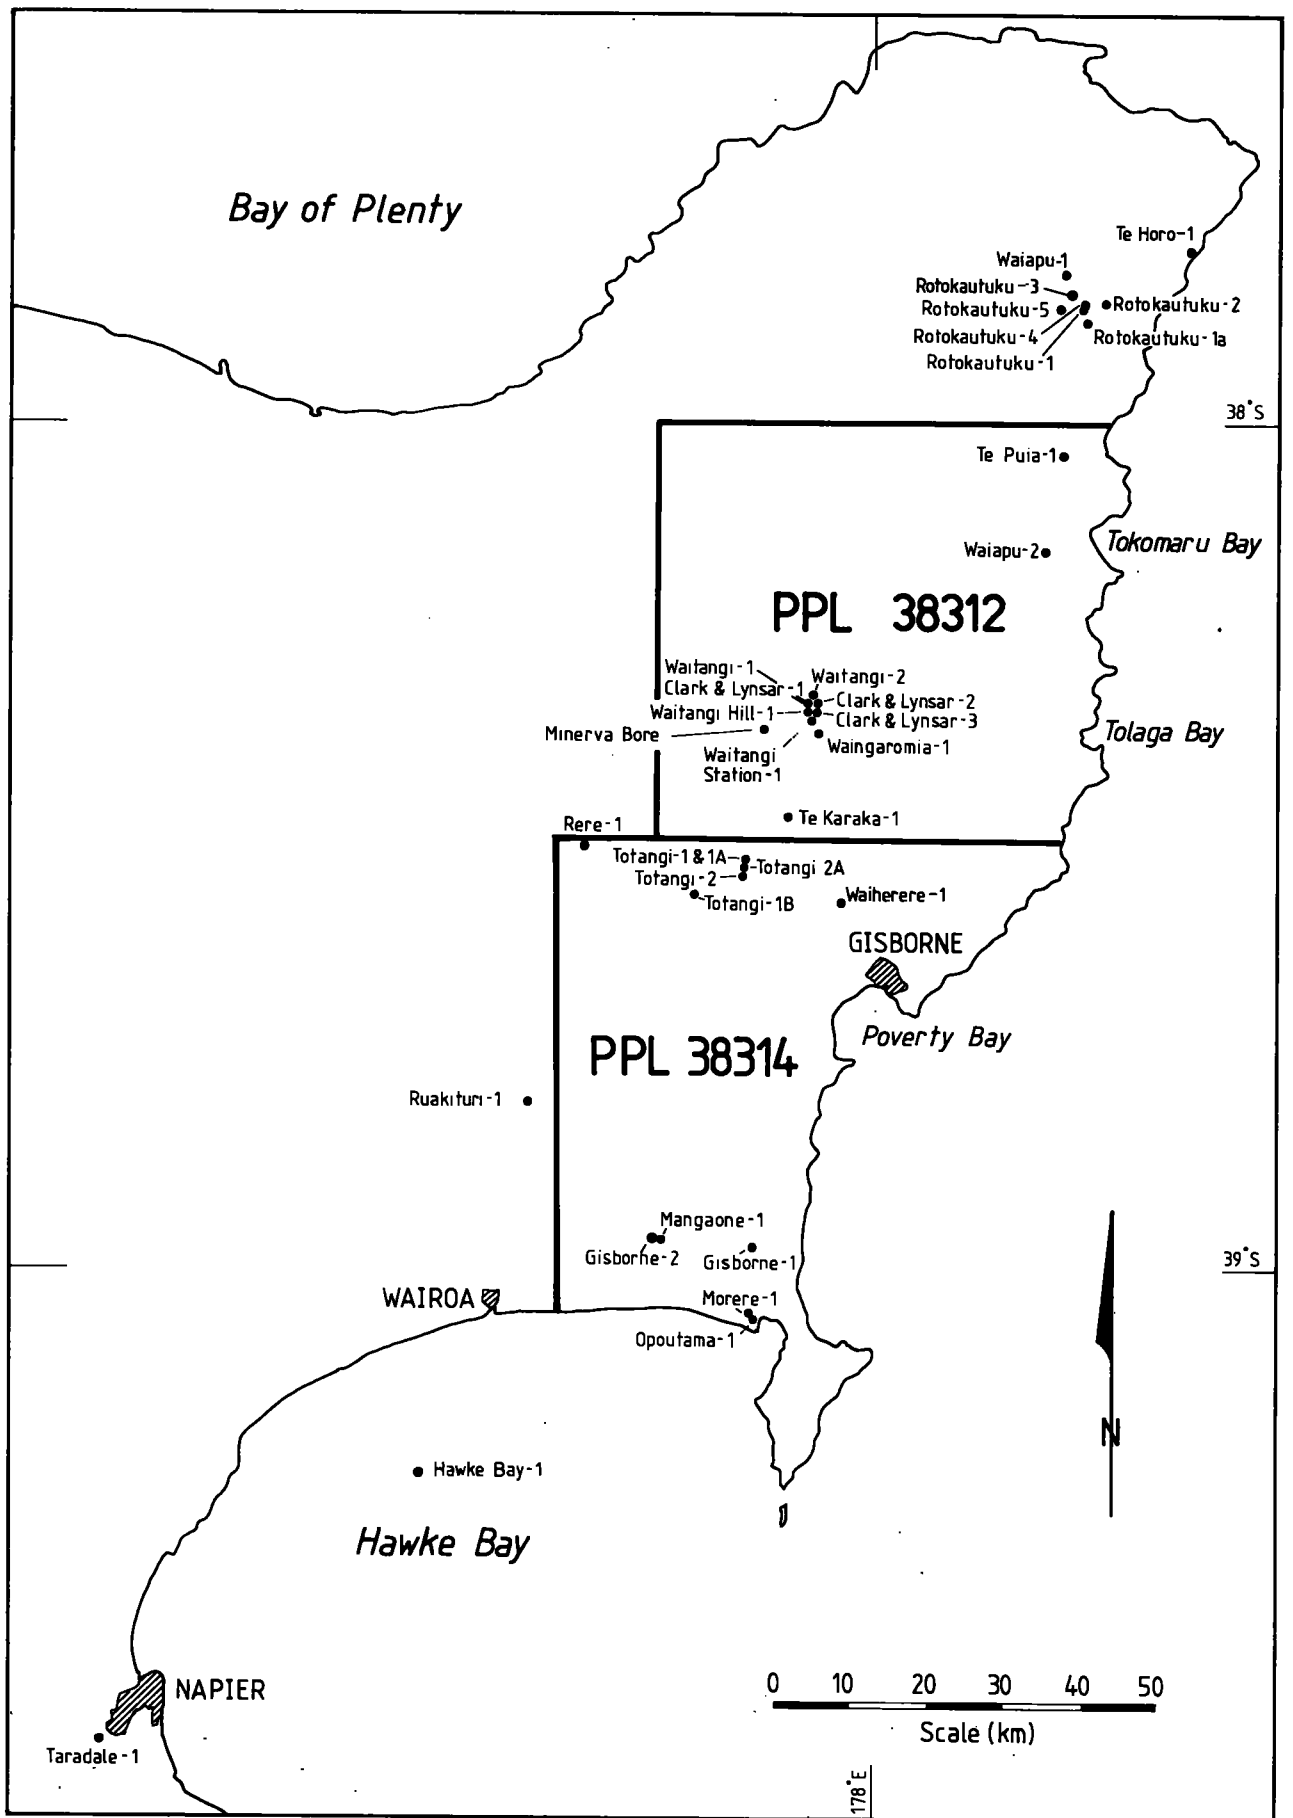 Bay of Plenty
Te Horo-1
Waiapu-1
Rotokautuku-3
Rotokautuku-5
Rotokautuku-2
Rotokautuku-4
Rotokautuku-1a
Rotokautuku-1
38°S
Te Puia-1
Tokomaru Bay
Waiapu-2
PPL 38312
Waitangi-1
Waitangi-2
Clark & Lynsar-1
Clark & Lynsar-2
Waitangi Hill-1
Clark & Lynsar-3
Minerva Bore
Waingaromia-1
Waitangi
Station-1
Tolaga Bay
Te Karaka-1
Rere-1
Totangi-1 & 1A
Totangi 2A
Totangi-2
Totangi-1B
Waiherere-1
GISBORNE
Poverty Bay
PPL 38314
Ruakituri-1
Mangaone-1
Gisborne-2
Gisborne-1
39°S
WAIROA
Morere-1
Opoutama-1
N
Hawke Bay-1
Hawke Bay
NAPIER
Taradale-1
0 10 20 30 40 50
Scale (km)
178°E